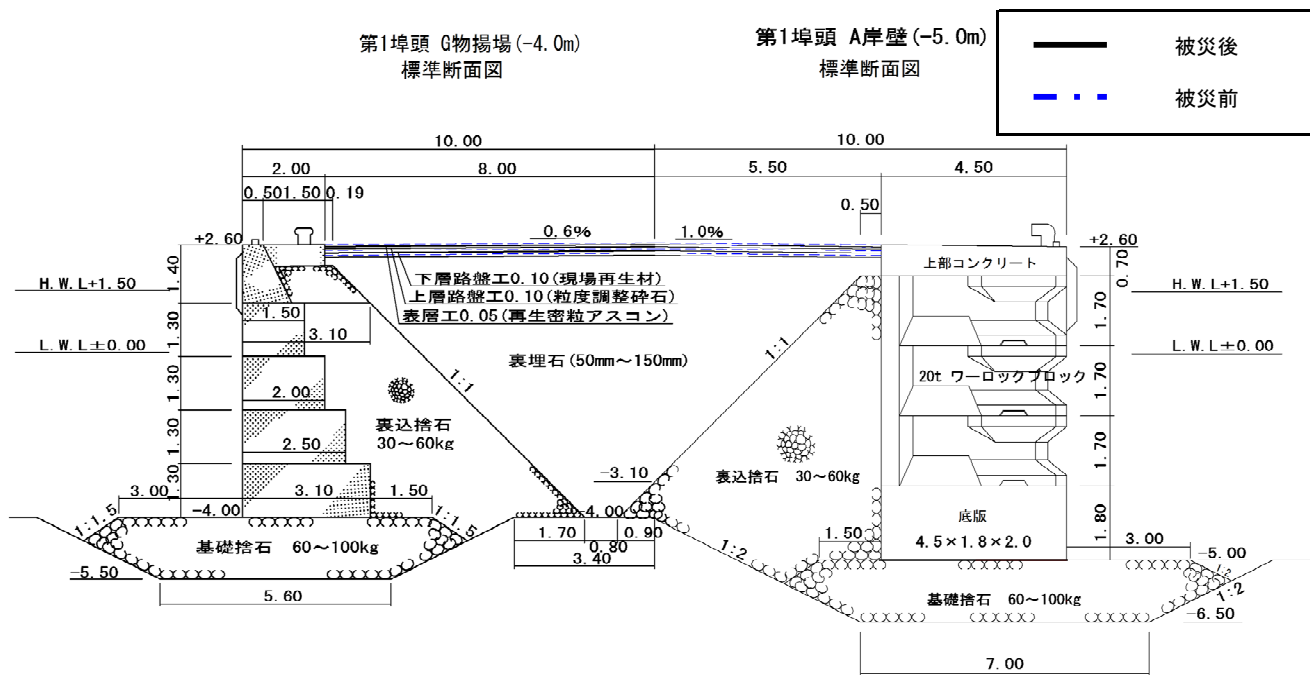 第1埠頭 G物揚場(-4.0m)
標準断面図
第1埠頭 A岸壁(-5.0m)
標準断面図
被災後
被災前
10.00
10.00
2.00
8.00
5.50
4.50
0.50
1.50
0.19
0.50
+2.60
0.6%
1.0%
+2.60
上部コンクリート
0.70
下層路盤工0.10(現場再生材)
上層路盤工0.10(粒度調整砕石)
表層工0.05(再生密粒アスコン)
H.W.L+1.50
1.40
H.W.L+1.50
1.50
3.10
1.30
1.70
L.W.L±0.00
L.W.L±0.00
裏埋石(50mm～150mm)
1:1
1:1
1.30
2.00
20t ワーロックブロック
1.70
裏込捨石
30～60kg
1.30
2.50
1.70
-3.10
裏込捨石 30～60kg
1.30
3.00
3.10
1.50
-4.00
-4.00
底版
4.5×1.8×2.0
1.80
1:1.5
1:1.5
1.70
0.90
0.80
3.40
1.50
3.00
基礎捨石 60～100kg
1:2
-5.00
1:2
1:2
-5.50
5.60
基礎捨石 60～100kg
-6.50
7.00